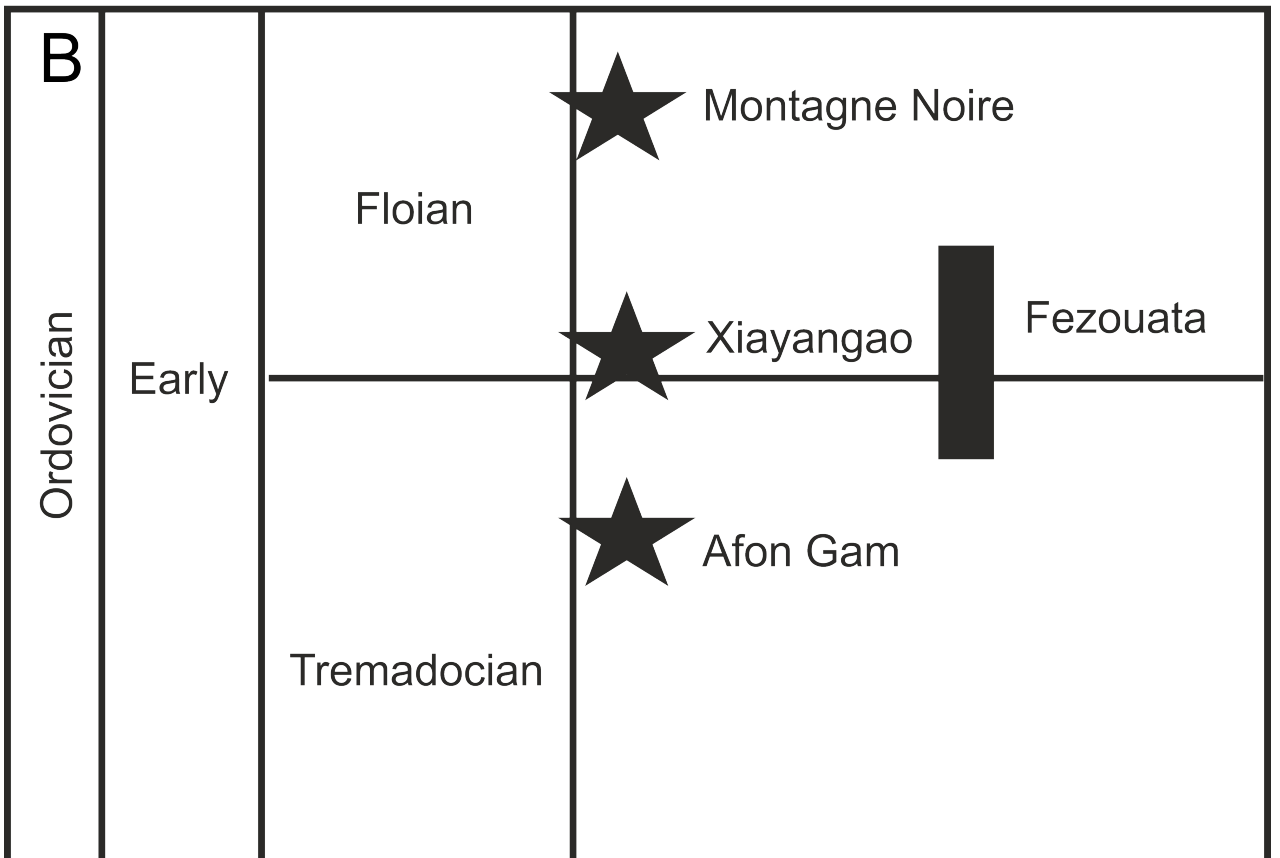 B
Montagne Noire
Floian
Fezouata
Xiayangao
Ordovician
Early
Afon Gam
Tremadocian